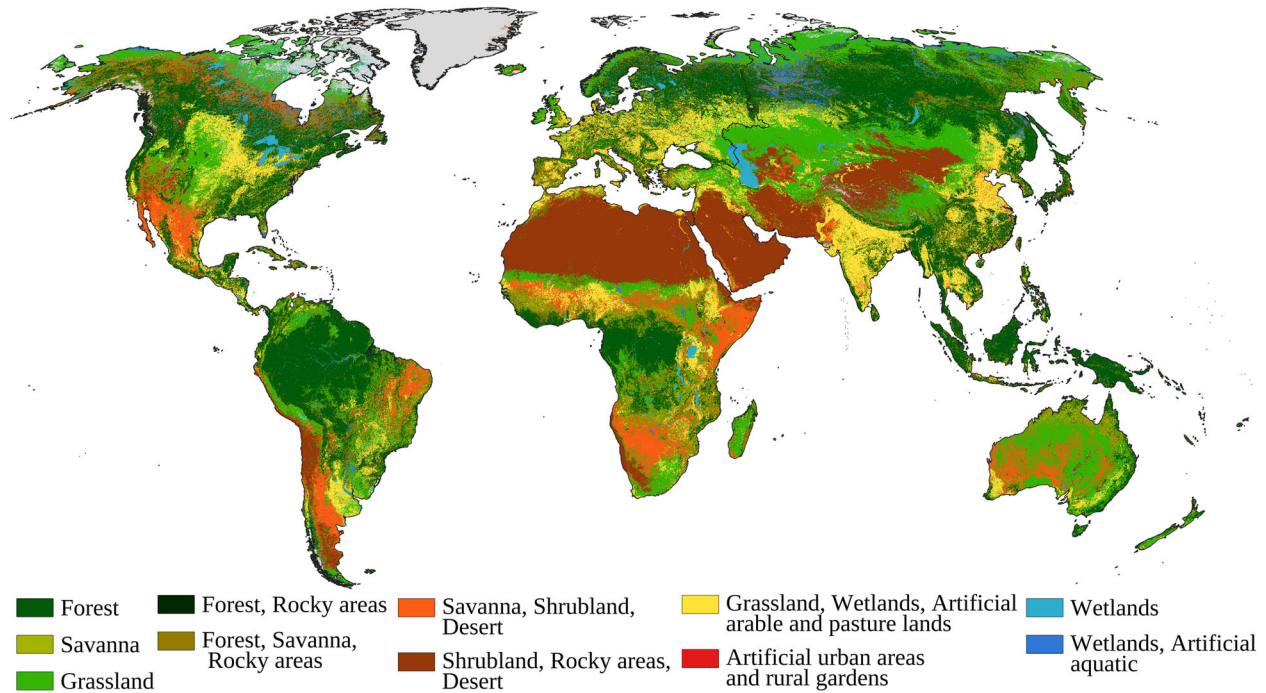 Forest
Savanna
Grassland
Forest, Rocky areas
Forest, Savanna,
Rocky areas
Savanna, Shrubland,
Desert
Shrubland, Rocky areas,
Desert
Grassland, Wetlands, Artificial
arable and pasture lands
Artificial urban areas
and rural gardens
Wetlands
Wetlands, Artificial
aquatic